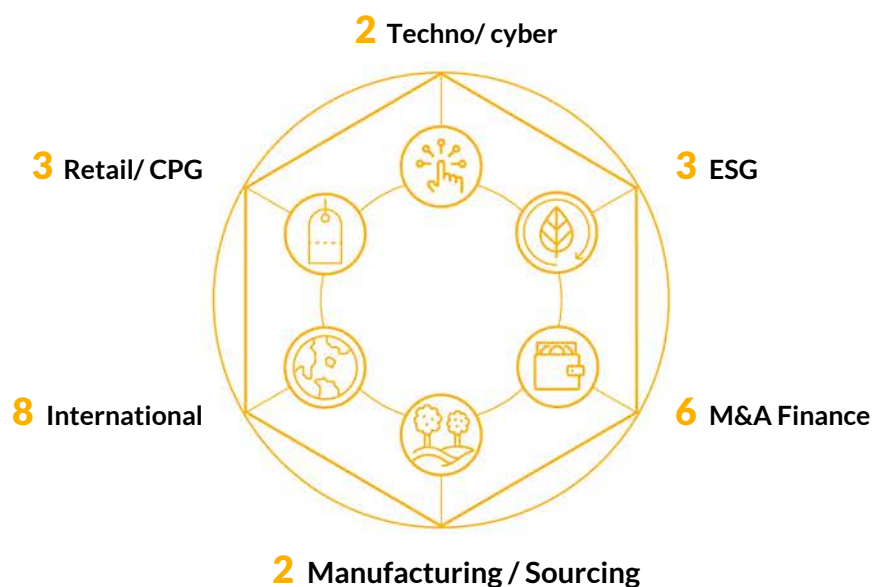 2 Techno/ cyber
3 Retail/ CPG
3 ESG
8 International
6 M&A Finance
2 Manufacturing / Sourcing